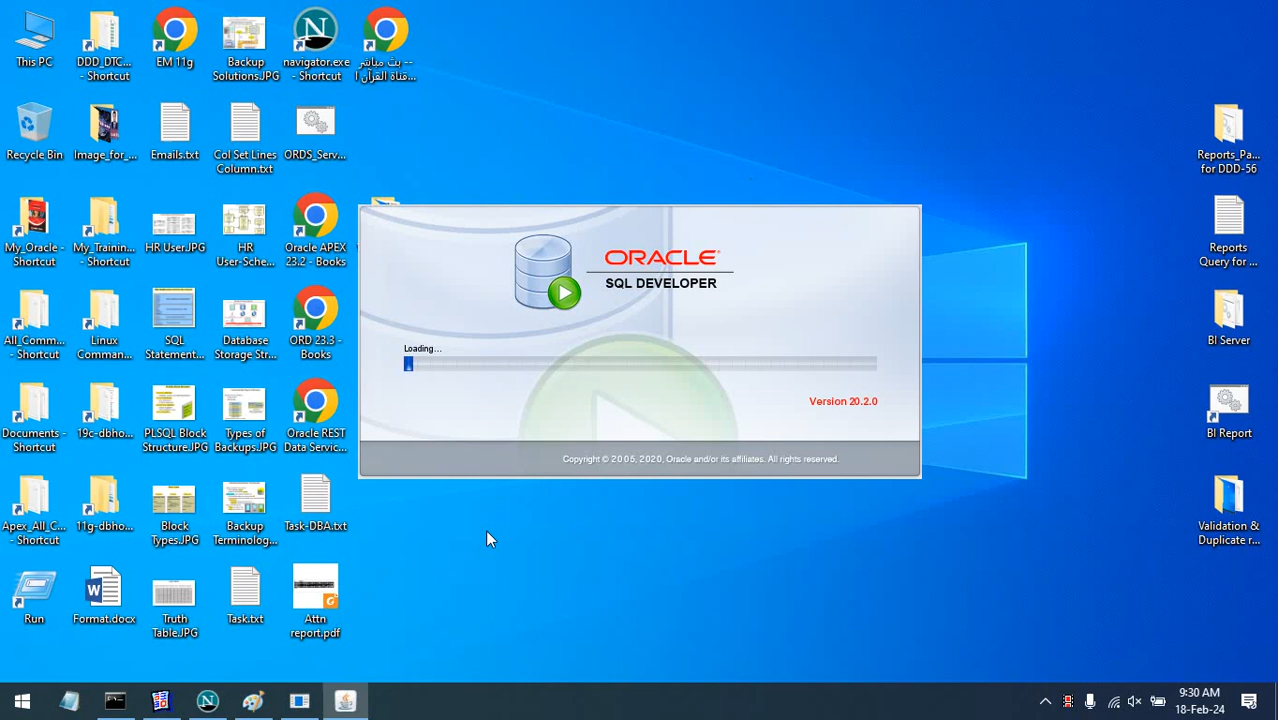 This PC
DDD_DTC...
- Shortcut
EM 11g
Backup
Solutions.JPG
navigator.exe
- Shortcut
بث مباشر --
قناة القرآن ا...
Recycle Bin
Image_for_...
Emails.txt
Col Set Lines
Column.txt
ORDS_Serv...
Reports_Pa...
for DDD-56
My_Oracle -
Shortcut
My_Trainin...
- Shortcut
HR User.JPG
HR
User-Sche...
Oracle APEX
23.2 - Books
Reports
Query for ...
All_Comm...
- Shortcut
Linux
Comman...
SQL
Statement...
Database
Storage Str...
ORD 23.3 -
Books
BI Server
Documents -
Shortcut
19c-dbho...
PLSQL Block
Structure.JPG
Types of
Backups.JPG
Oracle REST
Data Servic...
BI Report
Apex_All_C...
- Shortcut
11g-dbho...
Block
Types.JPG
Backup
Terminolog...
Task-DBA.txt
Validation &
Duplicate r...
Run
Format.docx
Truth
Table.JPG
Task.txt
Attn
report.pdf
ORACLE
SQL DEVELOPER
Loading...
Version 20.2.0
Copyright © 2005, 2020, Oracle and/or its affiliates. All rights reserved.
9:30 AM
18-Feb-24